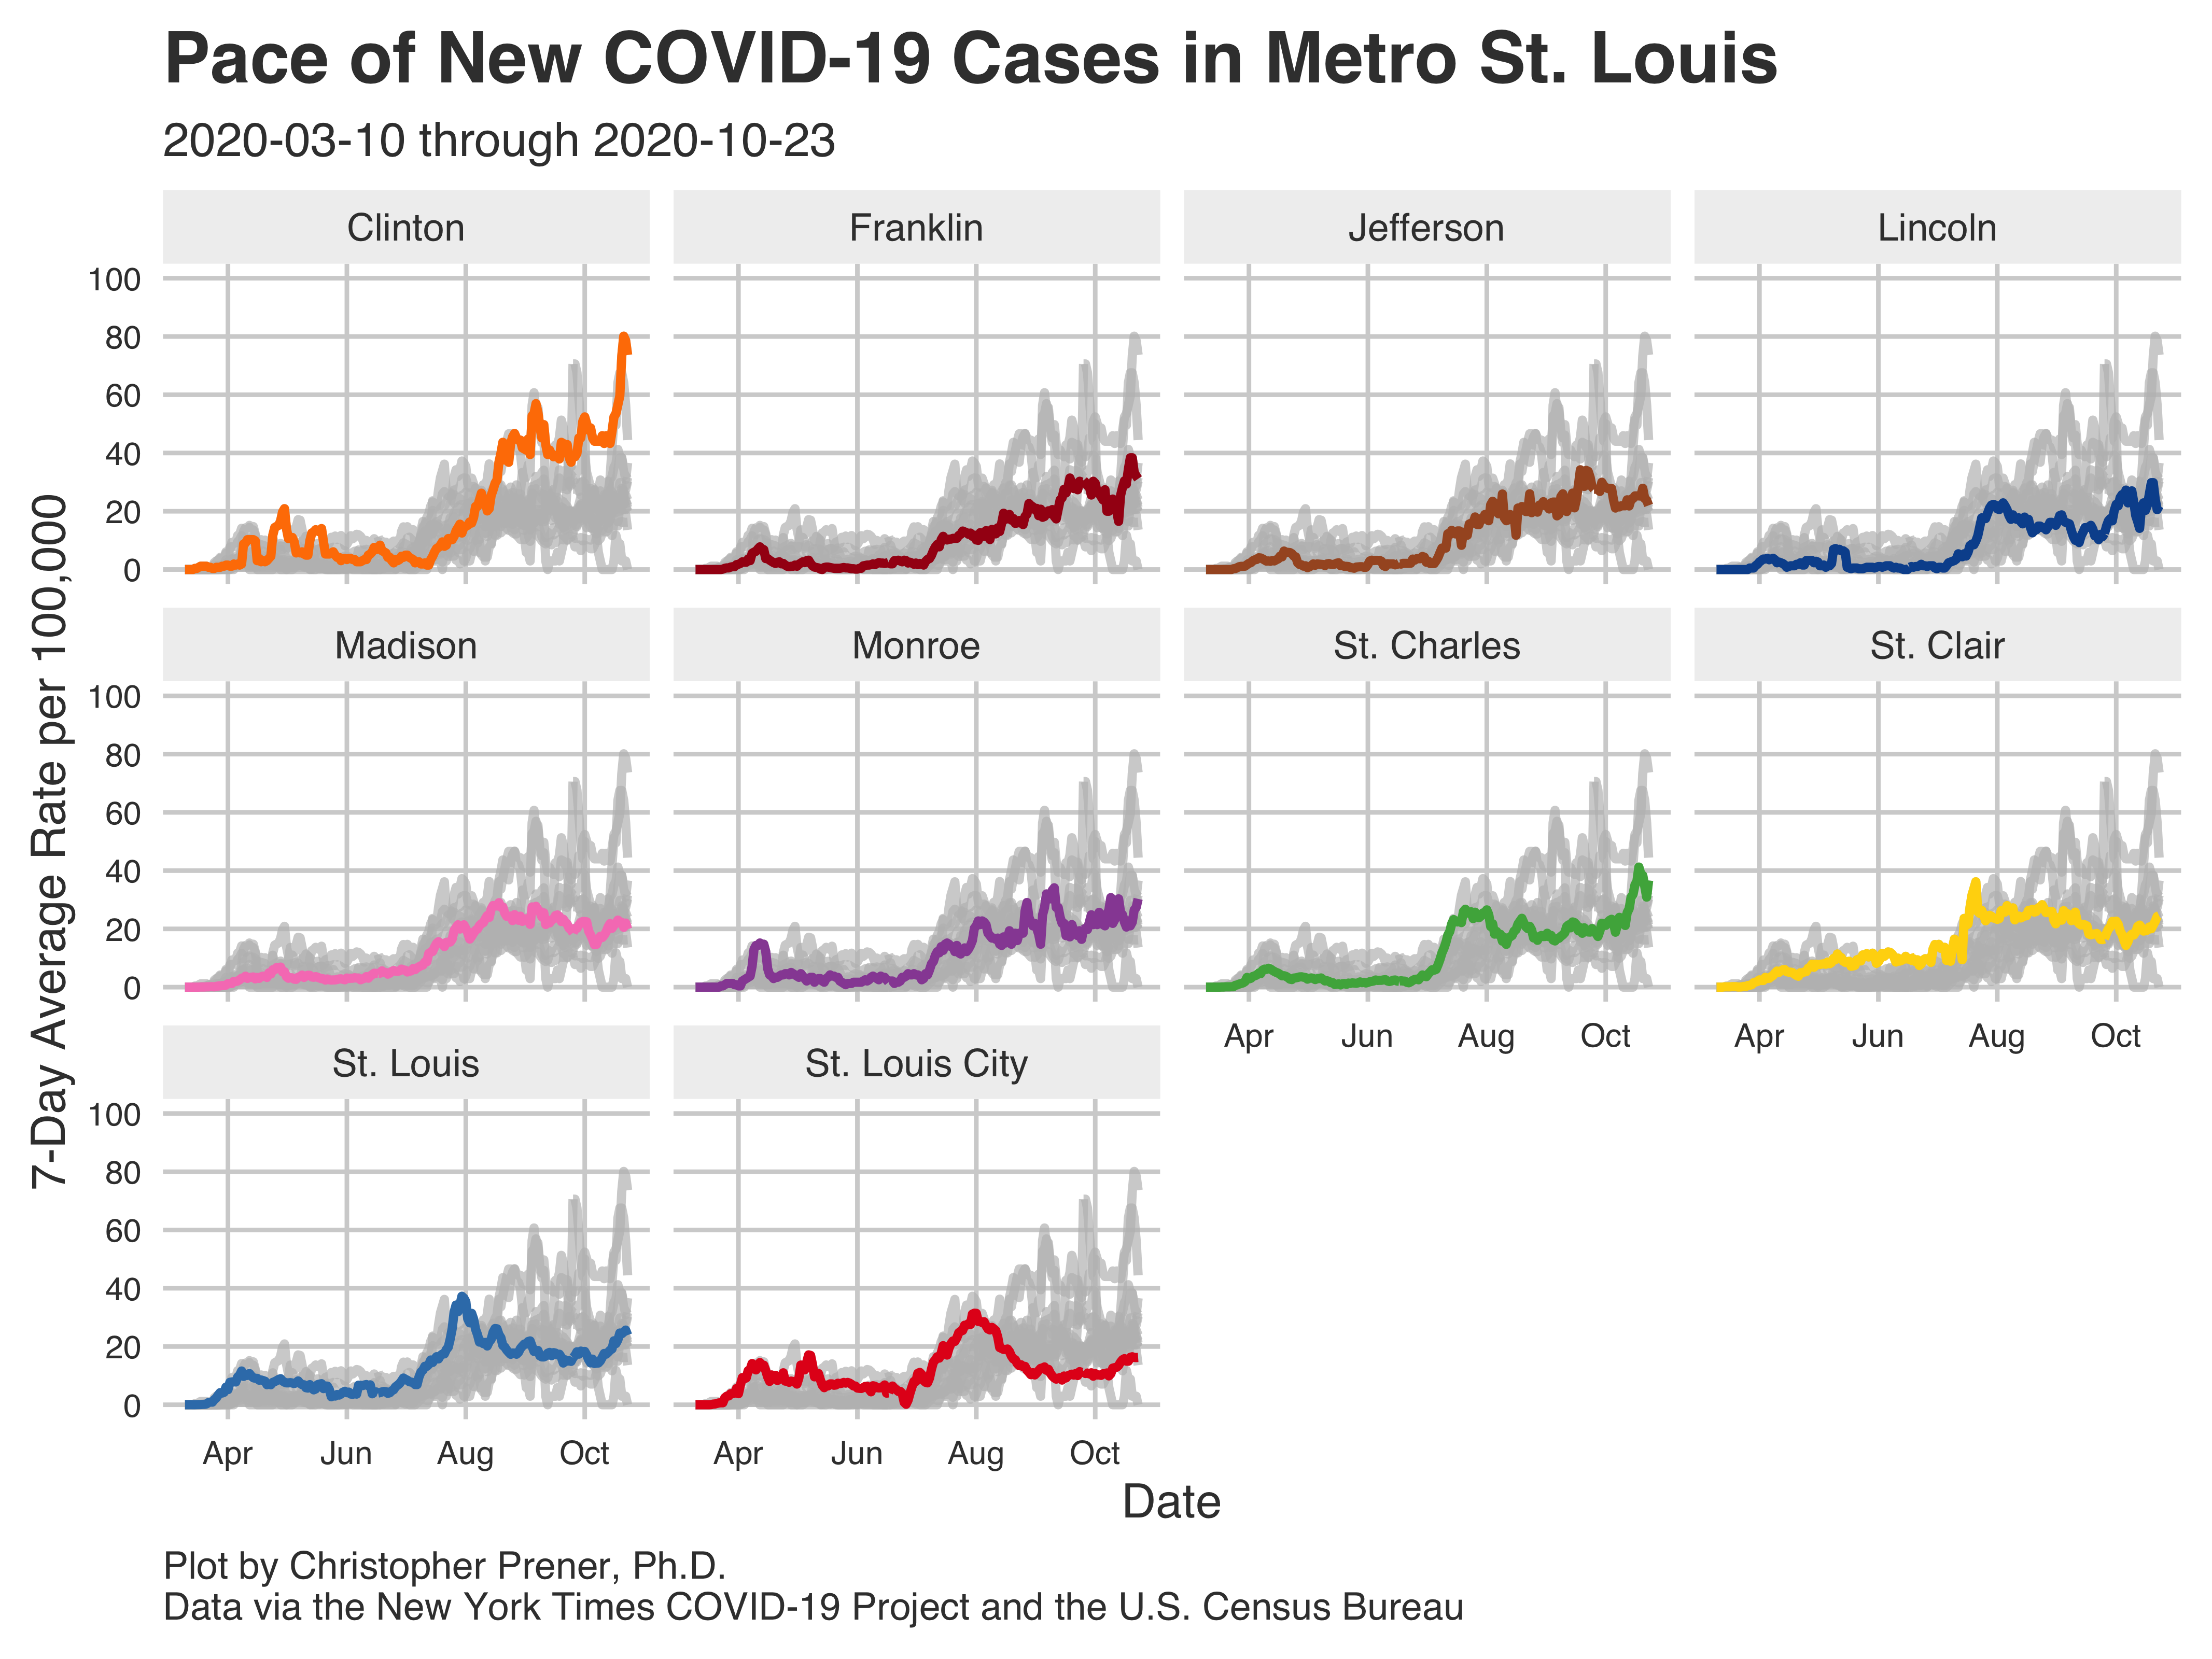 Pace of New COVID-19 Cases in Metro St. Louis
2020-03-10 through 2020-10-23
7-Day Average Rate per 100,000
Clinton
Franklin
Jefferson
Lincoln
100
80
60
40
20
0
Madison
Monroe
St. Charles
St. Clair
100
80
60
40
20
0
Apr Jun Aug Oct
Apr Jun Aug Oct
St. Louis
St. Louis City
100
80
60
40
20
0
Apr Jun Aug Oct
Apr Jun Aug Oct
Date
Plot by Christopher Prener, Ph.D.
Data via the New York Times COVID-19 Project and the U.S. Census Bureau